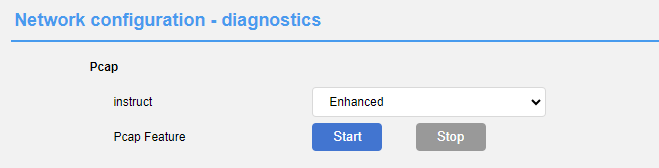 Network configuration - diagnostics
Pcap
instruct Enhanced
Pcap Feature Start Stop